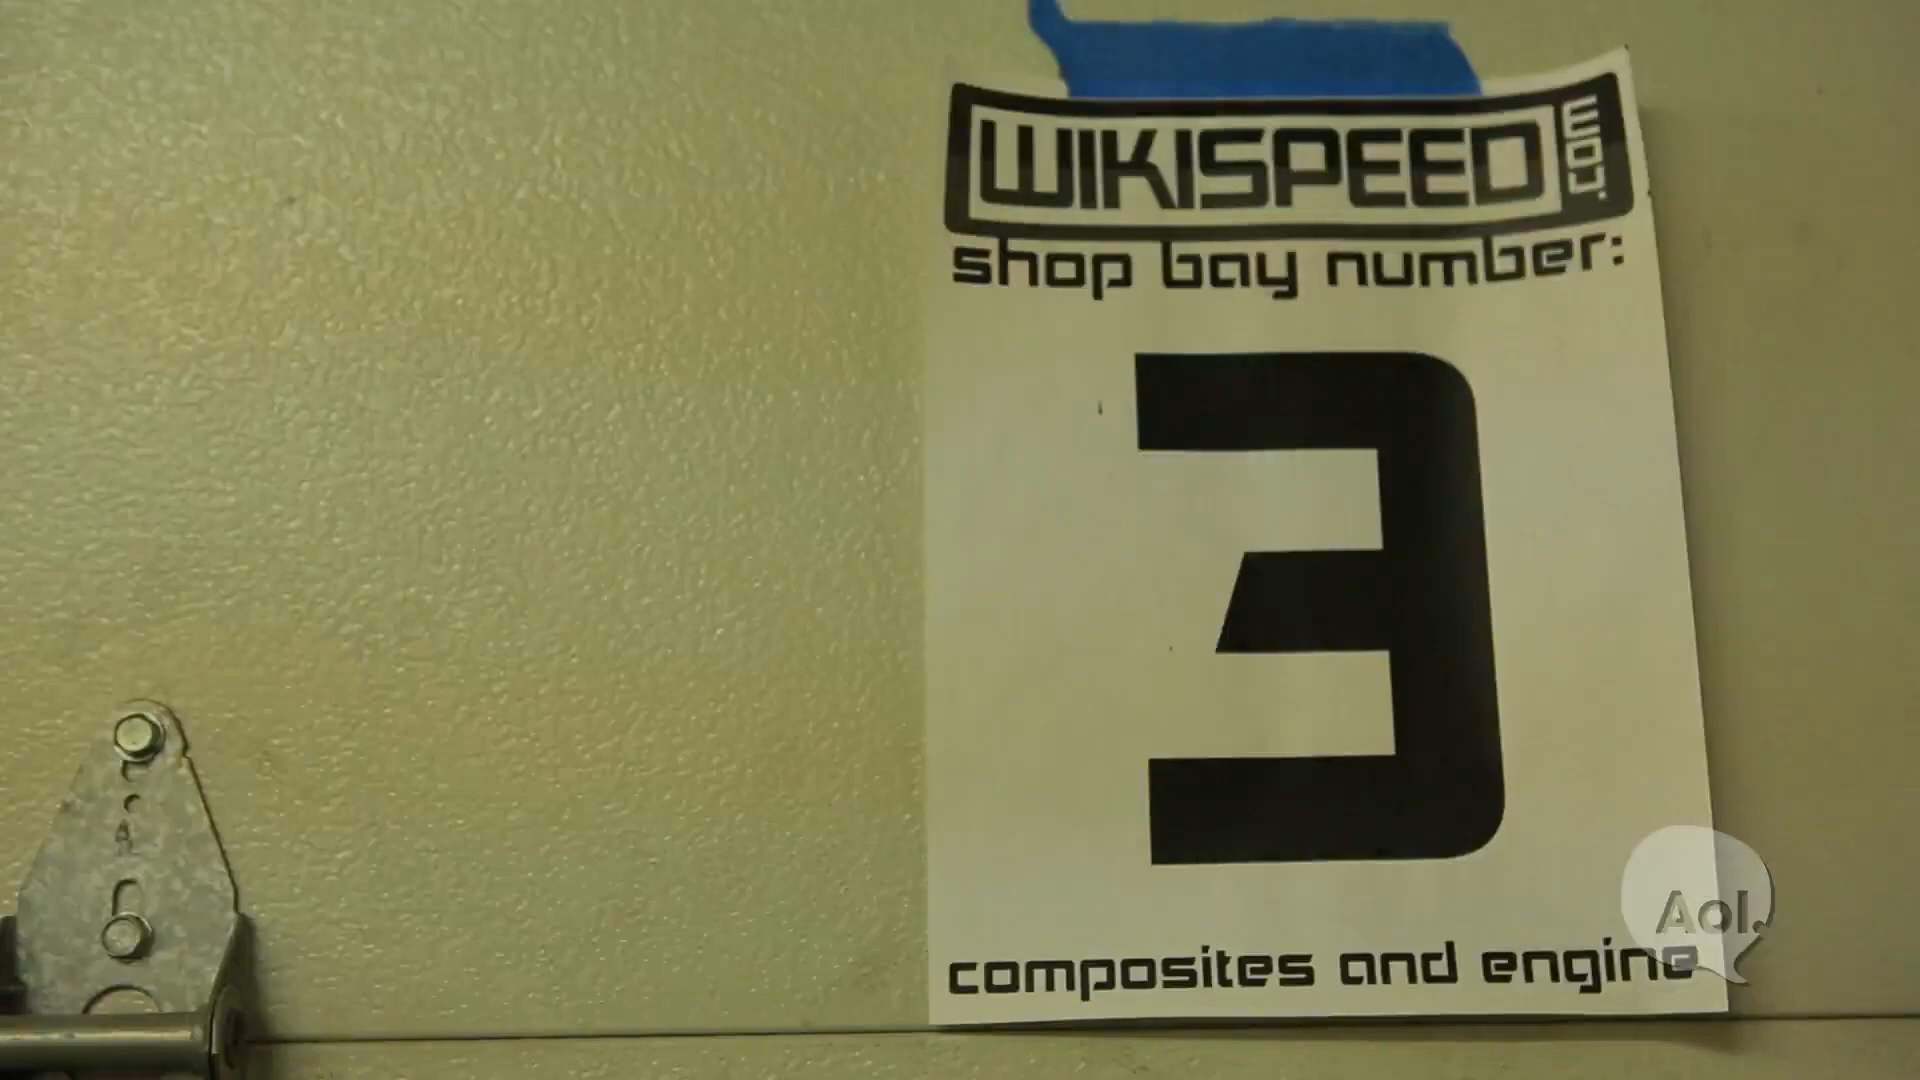 WIKISPEED .com
shop bay number:
3
composites and engine
Aol.